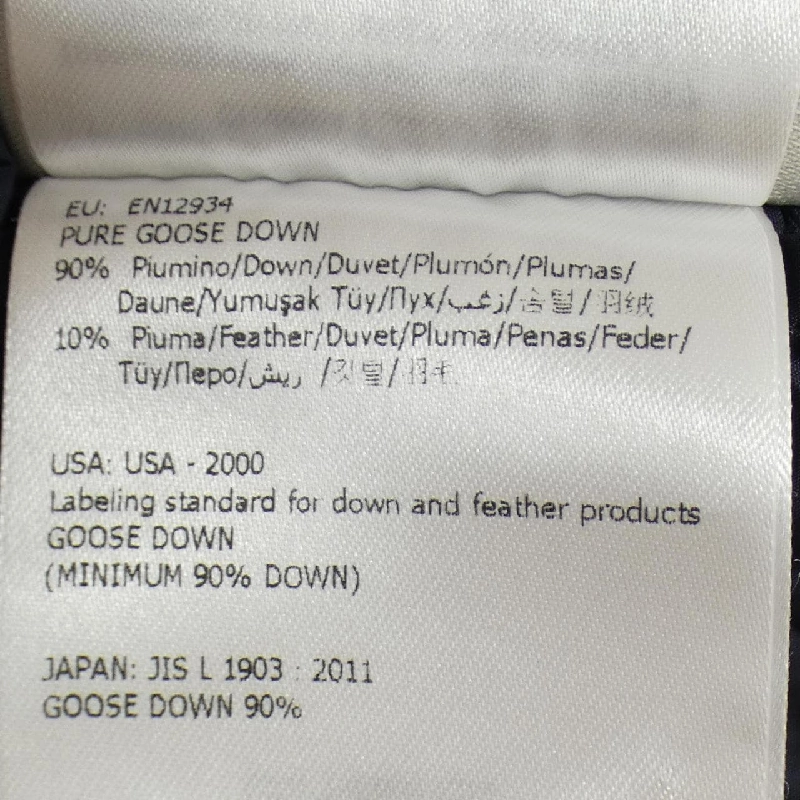 EU: EN12934
PURE GOOSE DOWN
90% Piumino/Down/Duvet/Plumón/Plumas/
Daune/Yumuşak Tüy/Пух/زغب/솜털/羽绒
10% Piuma/Feather/Duvet/Pluma/Penas/Feder/
Tüy/Перо/ريش /깃털/羽毛
USA: USA - 2000
Labeling standard for down and feather products
GOOSE DOWN
(MINIMUM 90% DOWN)
JAPAN: JIS L 1903 : 2011
GOOSE DOWN 90%